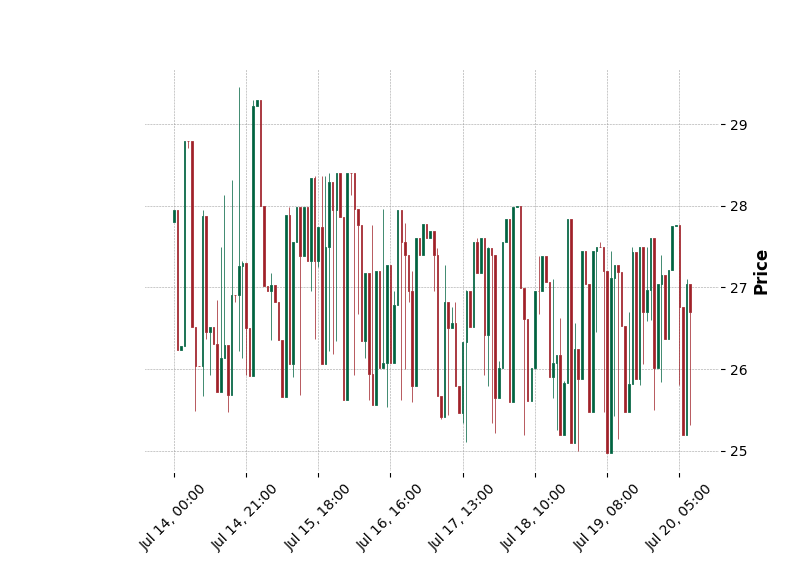 29
28
27
26
25
Price
Jul 14, 00:00
Jul 14, 21:00
Jul 15, 18:00
Jul 16, 16:00
Jul 17, 13:00
Jul 18, 10:00
Jul 19, 08:00
Jul 20, 05:00